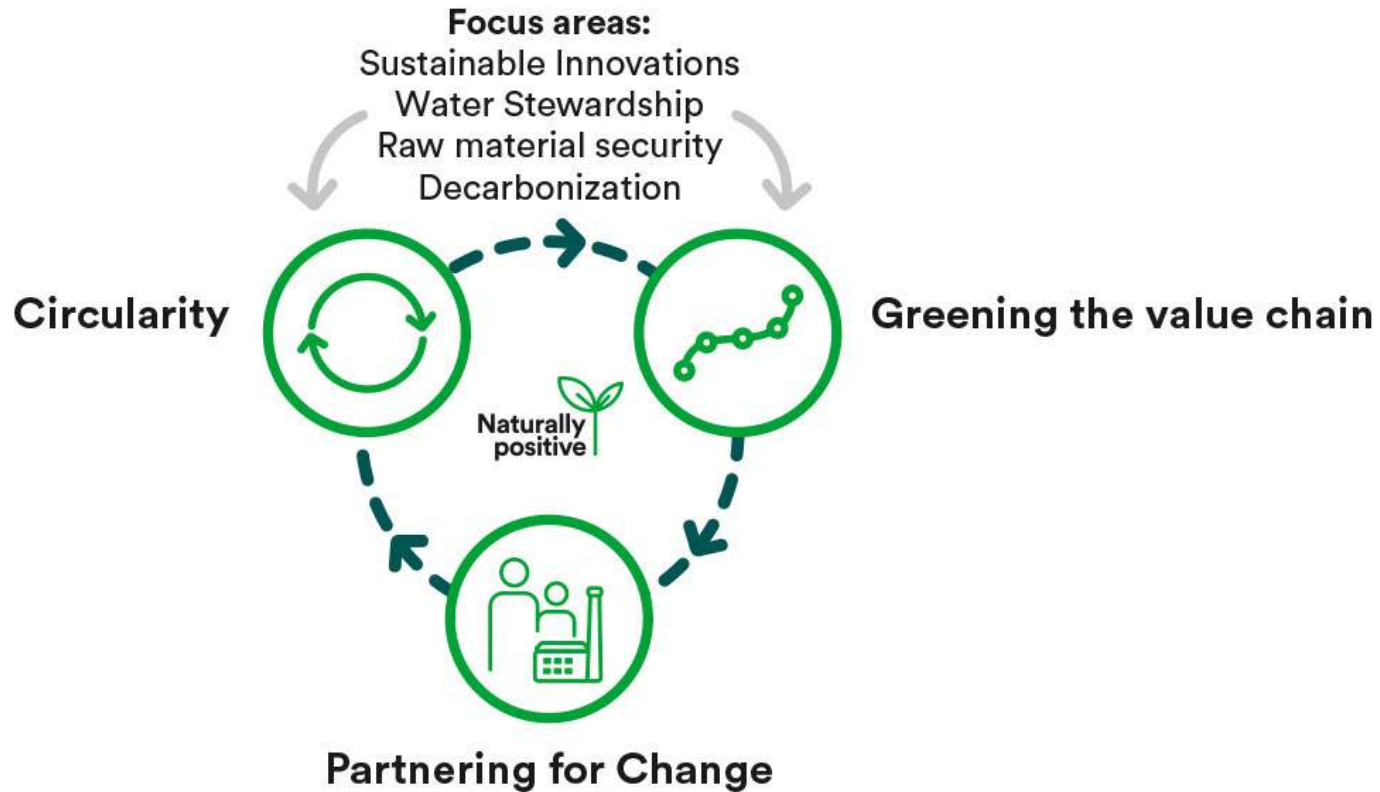 Focus areas:
Sustainable Innovations
Water Stewardship
Raw material security
Decarbonization
Circularity
Greening the value chain
Naturally
positive
Partnering for Change